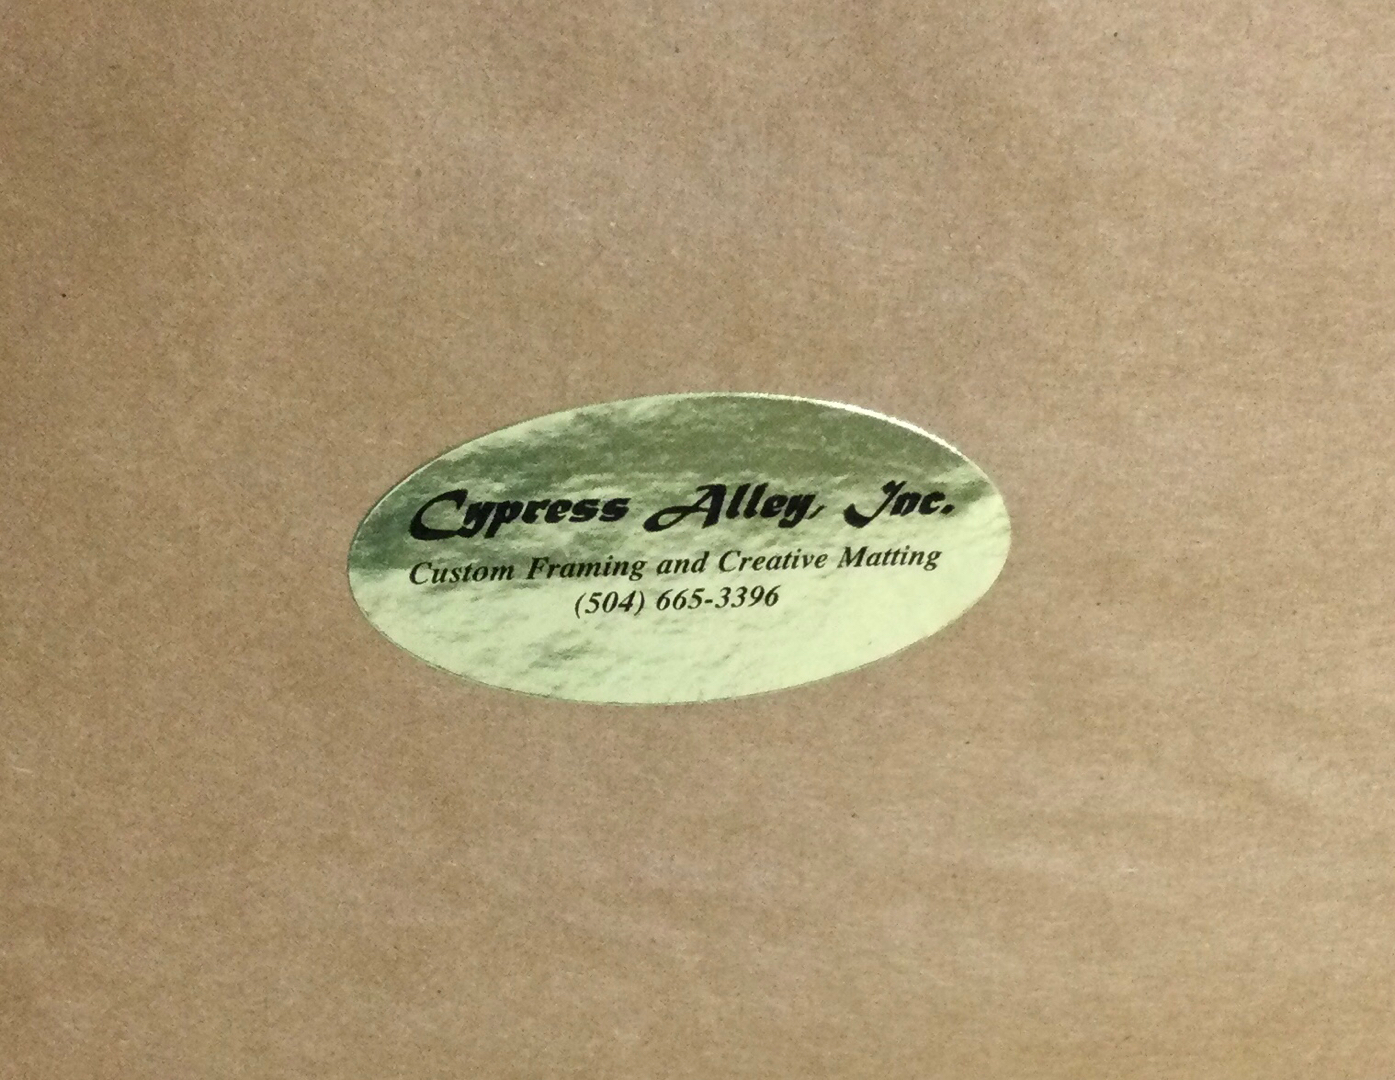 Cypress Alley, Inc.
Custom Framing and Creative Matting
(504) 665-3396